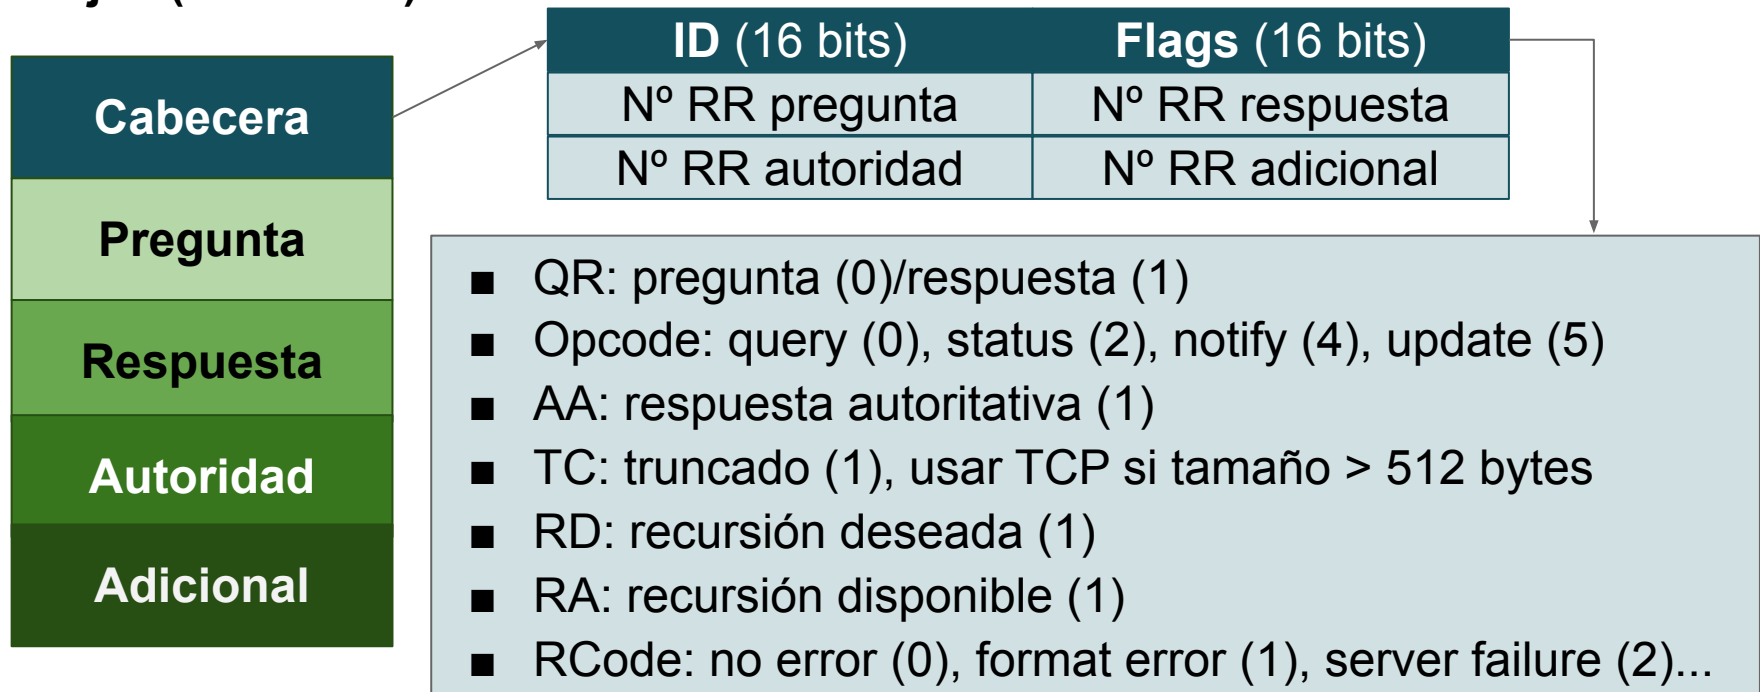 ID (16 bits) Flags (16 bits)
Nº RR pregunta Nº RR respuesta
Nº RR autoridad Nº RR adicional
Cabecera
Pregunta
Respuesta
Autoridad
Adicional
■ QR: pregunta (0)/respuesta (1)
■ Opcode: query (0), status (2), notify (4), update (5)
■ AA: respuesta autoritativa (1)
■ TC: truncado (1), usar TCP si tamaño > 512 bytes
■ RD: recursión deseada (1)
■ RA: recursión disponible (1)
■ RCode: no error (0), format error (1), server failure (2)...